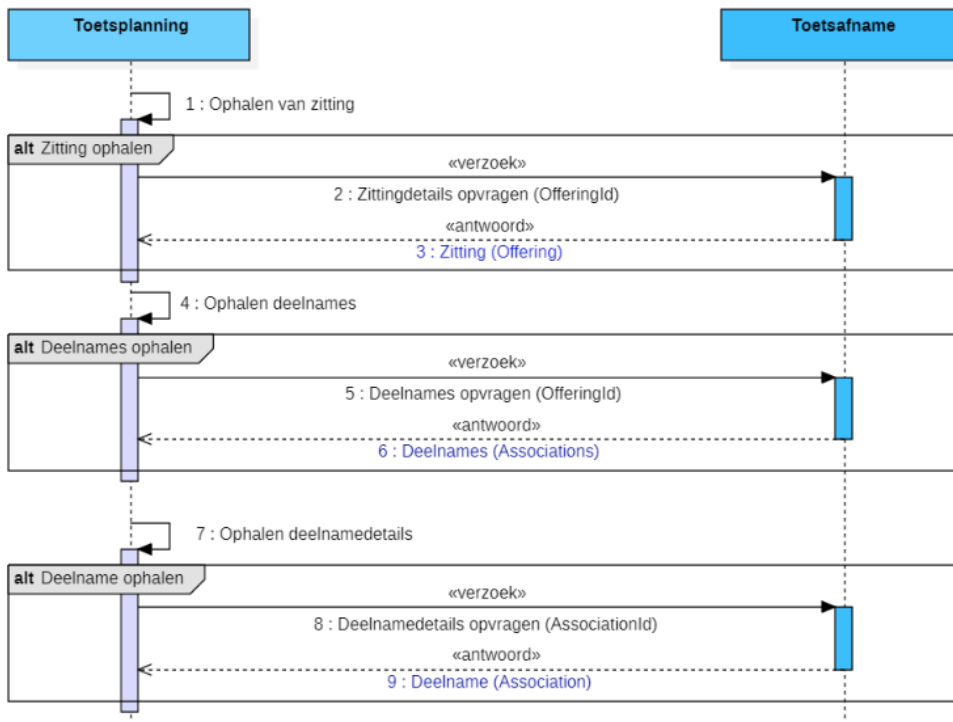 Toetsplanning
Toetsafname
1 : Ophalen van zitting
alt Zitting ophalen
«verzoek»
2 : Zittingdetails opvragen (OfferingId)
«antwoord»
3 : Zitting (Offering)
4 : Ophalen deelnames
alt Deelnames ophalen
«verzoek»
5 : Deelnames opvragen (OfferingId)
«antwoord»
6 : Deelnames (Associations)
7 : Ophalen deelnamedetails
alt Deelname ophalen
«verzoek»
8 : Deelnamedetails opvragen (AssociationId)
«antwoord»
9 : Deelname (Association)